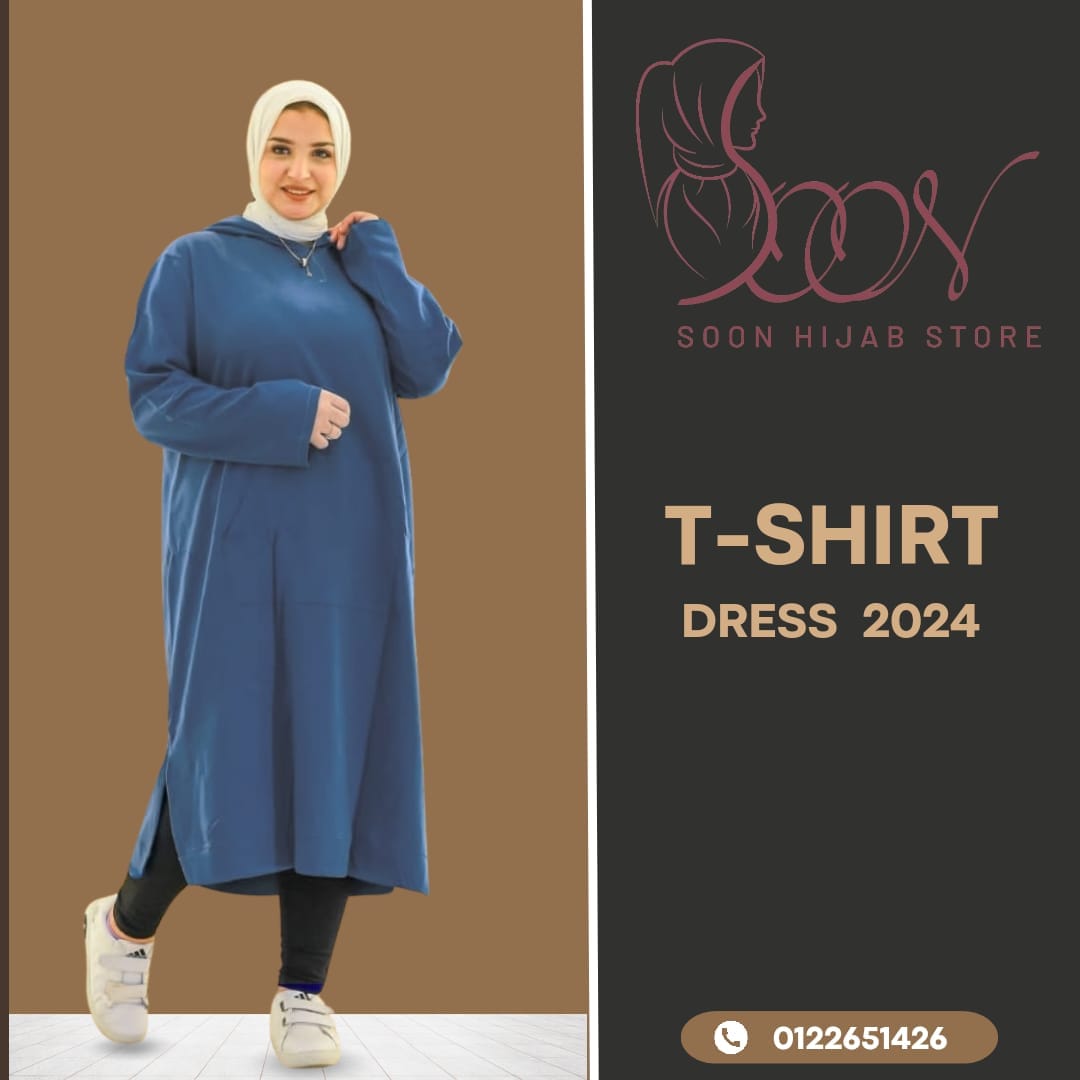 SOON
SOON HIJAB STORE
T-SHIRT
DRESS 2024
0122651426